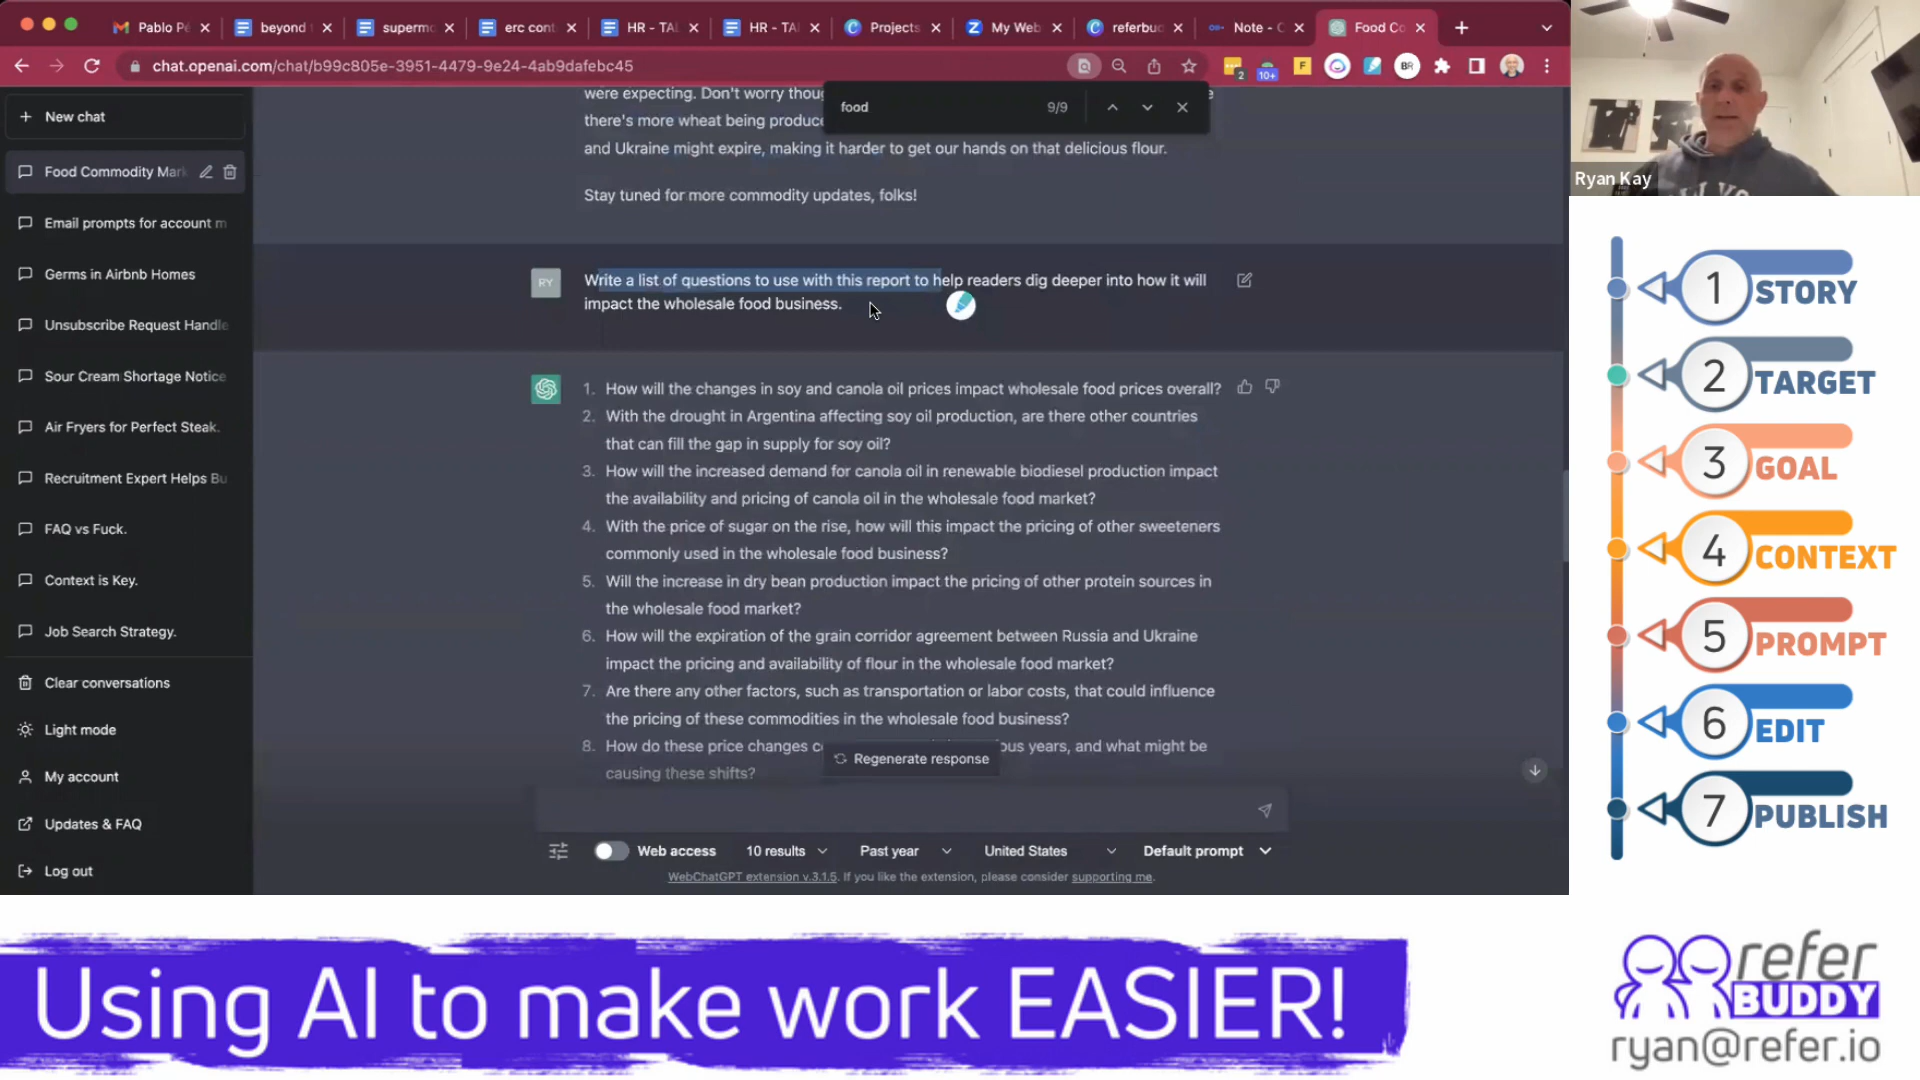 Pablo Pé
beyond
superma
erc cont
HR - TAL
HR - TAL
Projects
My Web
referbuc
Note - C
Food Co
chat.openai.com/chat/b99c805e-3951-4479-9e24-4ab9dafebc45
2
10+
F
BR
food 9/9
New chat
Food Commodity Mark
Email prompts for account m
Germs in Airbnb Homes
Unsubscribe Request Handle
Sour Cream Shortage Notice
Air Fryers for Perfect Steak.
Recruitment Expert Helps Bu
FAQ vs Fuck.
Context is Key.
Job Search Strategy.
Clear conversations
Light mode
My account
Updates & FAQ
Log out
were expecting. Don't worry thou
there's more wheat being produce
and Ukraine might expire, making it harder to get our hands on that delicious flour.
Stay tuned for more commodity updates, folks!
RY
Write a list of questions to use with this report to help readers dig deeper into how it will
impact the wholesale food business.
1. How will the changes in soy and canola oil prices impact wholesale food prices overall?
2. With the drought in Argentina affecting soy oil production, are there other countries
that can fill the gap in supply for soy oil?
3. How will the increased demand for canola oil in renewable biodiesel production impact
the availability and pricing of canola oil in the wholesale food market?
4. With the price of sugar on the rise, how will this impact the pricing of other sweeteners
commonly used in the wholesale food business?
5. Will the increase in dry bean production impact the pricing of other protein sources in
the wholesale food market?
6. How will the expiration of the grain corridor agreement between Russia and Ukraine
impact the pricing and availability of flour in the wholesale food market?
7. Are there any other factors, such as transportation or labor costs, that could influence
the pricing of these commodities in the wholesale food business?
8. How do these price changes c ous years, and what might be
causing these shifts?
Regenerate response
Web access 10 results Past year United States Default prompt
WebChatGPT extension v.3.1.5. If you like the extension, please consider supporting me.
Ryan Kay
1 STORY
2 TARGET
3 GOAL
4 CONTEXT
5 PROMPT
6 EDIT
7 PUBLISH
Using AI to make work EASIER!
refer
BUDDY
ryan@refer.io